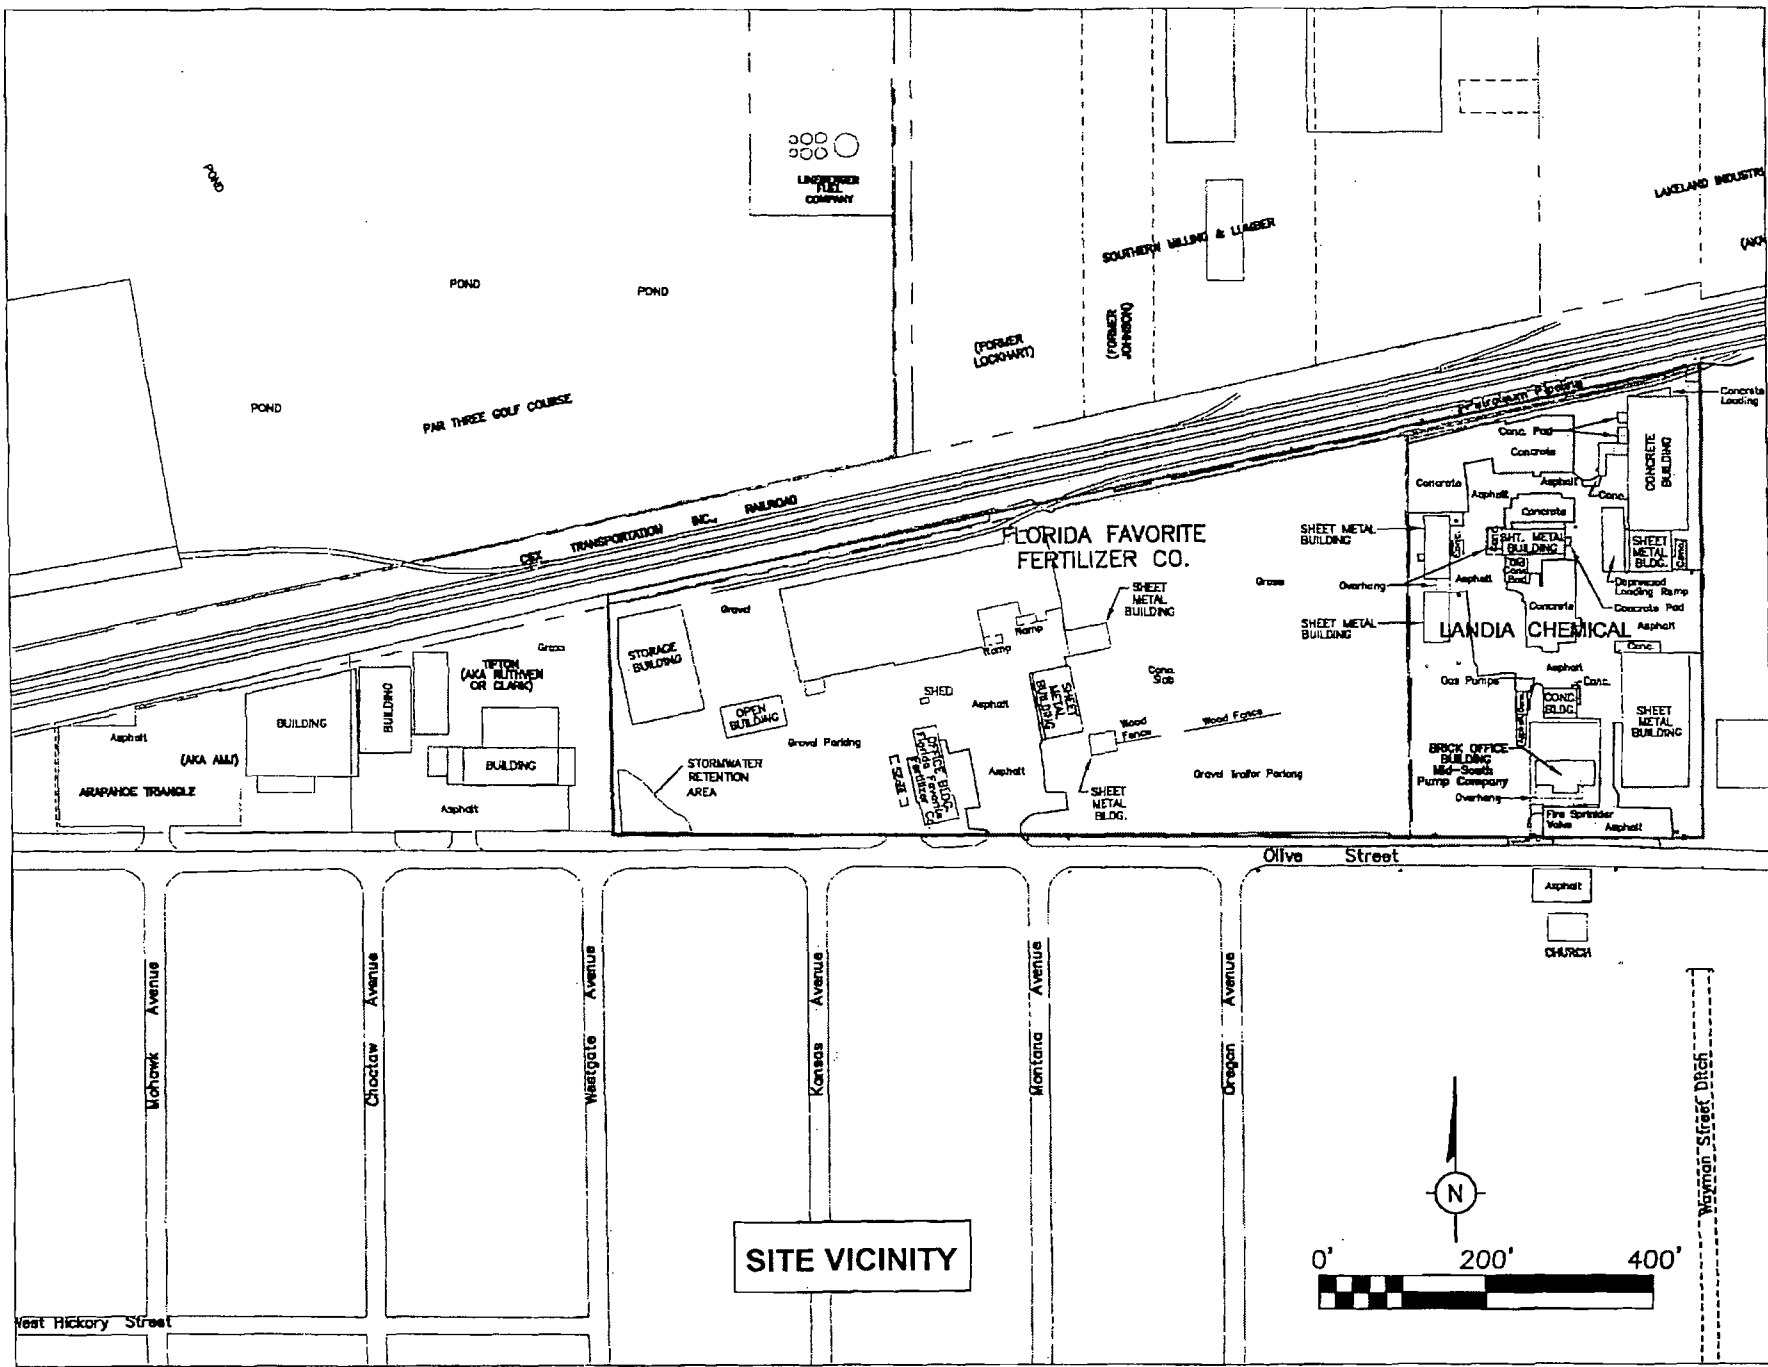 POND
LINEBERGER
FUEL
COMPANY
LAKELAND INDUSTRI
(AKA
SOUTHERN MILLING & LUMBER
POND
POND
(FORMER
LOCKHART)
(FORMER
JOHNSON)
POND
PAR THREE GOLF COURSE
Petroleum Pipeline
Concrete
Loading
Conc. Pad
Concrete
CONCRETE
BUILDING
Concrete
Asphalt
Asphalt
Conc.
Concrete
CSX TRANSPORTATION INC., RAILROAD
FLORIDA FAVORITE
FERTILIZER CO.
SHEET METAL
BUILDING
Conc.
Conc.
SHT. METAL
BUILDING
SHEET
METAL
BLDG.
Conc.
Old
Conc.
Pad
Asphalt
Overhang
Grass
SHEET
METAL
BUILDING
Depressed
Loading Ramp
Concrete
Concrete Pad
Gravel
Ramp
Ramp
SHEET METAL
BUILDING
LANDIA CHEMICAL
Asphalt
Conc.
STORAGE
BUILDING
Grass
TIPTON
(AKA RUTHVEN
OR CLARK)
Conc.
Slab
Asphalt
Gas Pumps
Conc.
SHED
SHEET
METAL
BUILDING
Asphalt
OPEN
BUILDING
CONC.
BLDG.
SHEET
METAL
BUILDING
BUILDING
BUILDING
Wood
Fence
Wood Fence
Asphalt
Gravel Parking
(AKA AMJ)
BUILDING
STORMWATER
RETENTION
AREA
OFFICE BLDG.
Florida Favorite
Fertilizer Co.
Asphalt
Gravel Trailer Parking
BRICK OFFICE
BUILDING
Mid-South
Pump Company
ARAPAHOE TRIANGLE
Asphalt
SHEET
METAL
BLDG.
Overhang
Fire Sprinkler
Valve
Asphalt
Olive Street
Asphalt
CHURCH
Mohawk Avenue
Choctaw Avenue
Westgate Avenue
Kansas Avenue
Montana Avenue
Oregon Avenue
Wayman Street Ditch
N
SITE VICINITY
0' 200' 400'
West Hickory Street